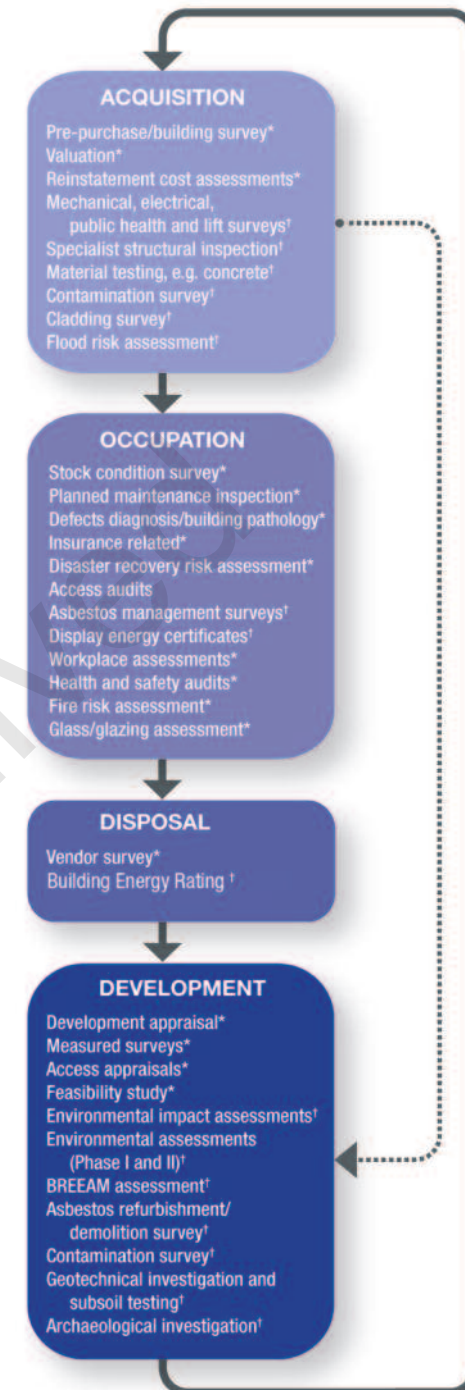 ACQUISITION
Pre-purchase/building survey*
Valuation*
Reinstatement cost assessments*
Mechanical, electrical,
public health and lift surveys†
Specialist structural inspection†
Material testing, e.g. concrete†
Contamination survey†
Cladding survey†
Flood risk assessment†
OCCUPATION
Stock condition survey*
Planned maintenance inspection*
Defects diagnosis/building pathology*
Insurance related*
Disaster recovery risk assessment*
Access audits
Asbestos management surveys†
Display energy certificates†
Workplace assessments*
Health and safety audits*
Fire risk assessment*
Glass/glazing assessment*
DISPOSAL
Vendor survey*
Building Energy Rating †
DEVELOPMENT
Development appraisal*
Measured surveys*
Access appraisals*
Feasibility study*
Environmental impact assessments†
Environmental assessments
(Phase I and II)†
BREEAM assessment†
Asbestos refurbishment/
demolition survey†
Contamination survey†
Geotechnical investigation and
subsoil testing†
Archaeological investigation†